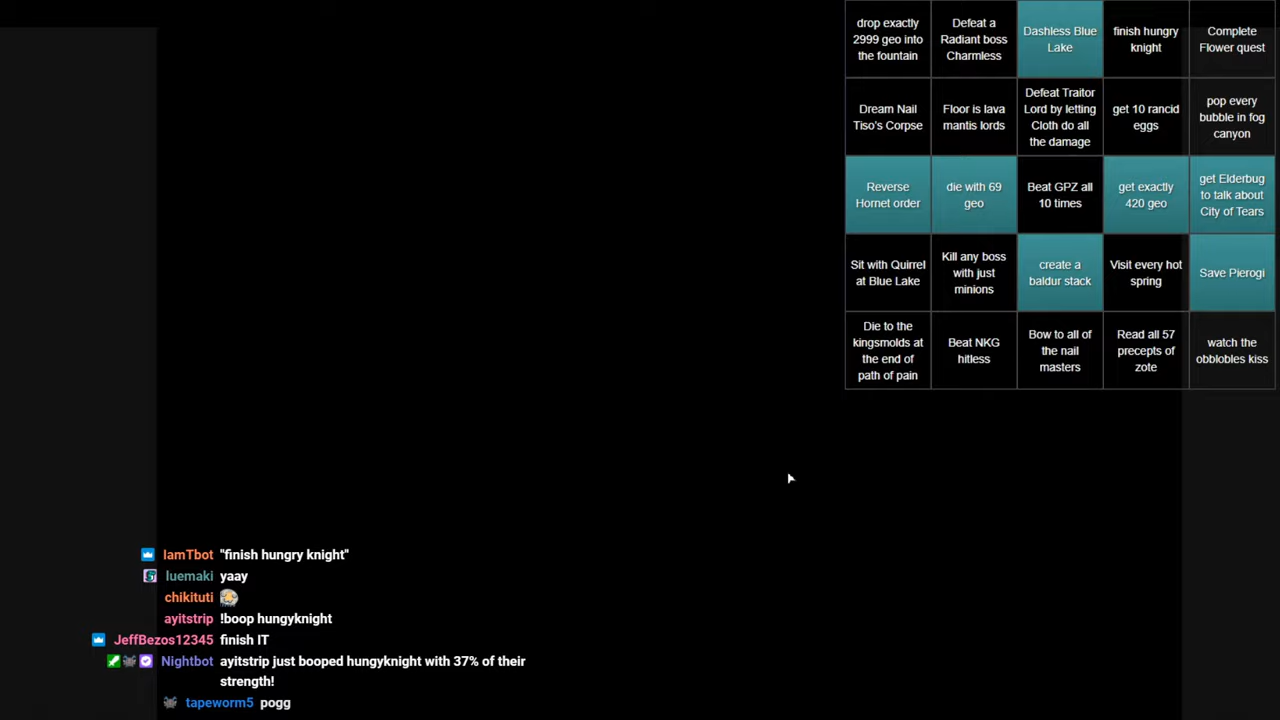 drop exactly
2999 geo into
the fountain
Defeat a
Radiant boss
Charmless
Dashless Blue
Lake
finish hungry
knight
Complete
Flower quest
Dream Nail
Tiso's Corpse
Floor is lava
mantis lords
Defeat Traitor
Lord by letting
Cloth do all
the damage
get 10 rancid
eggs
pop every
bubble in fog
canyon
Reverse
Hornet order
die with 69
geo
Beat GPZ all
10 times
get exactly
420 geo
get Elderbug
to talk about
City of Tears
Sit with Quirrel
at Blue Lake
Kill any boss
with just
minions
create a
baldur stack
Visit every hot
spring
Save Pierogi
Die to the
kingsmolds at
the end of
path of pain
Beat NKG
hitless
Bow to all of
the nail
masters
Read all 57
precepts of
zote
watch the
obblobles kiss
IamTbot "finish hungry knight"
luemaki yaay
chikituti
ayitstrip !boop hungyknight
JeffBezos12345 finish IT
Nightbot ayitstrip just booped hungyknight with 37% of their
strength!
tapeworm5 pogg